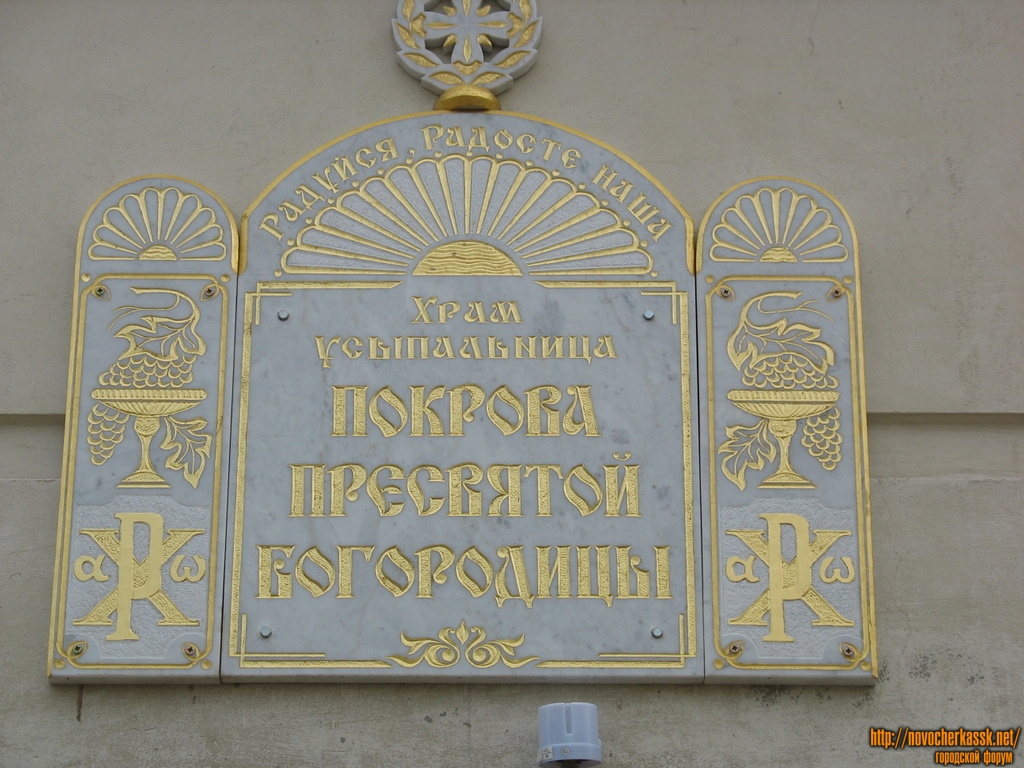 Радуйся, Радосте наша
Храм
усыпальница
ПОКРОВА
ПРЕСВЯТОЙ
БОГОРОДИЦЫ
α ☧ ω
α ☧ ω
http://novocherkassk.net/
городской форум